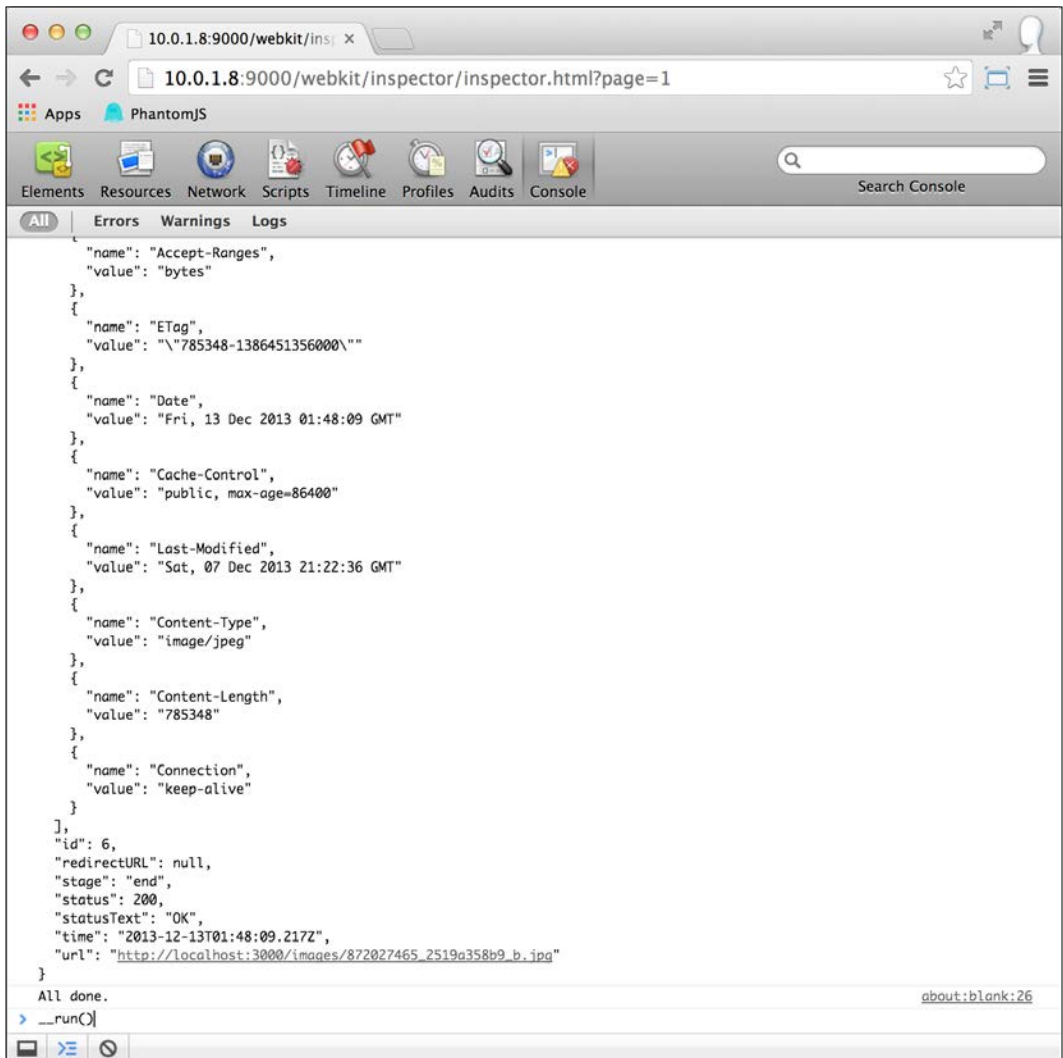 10.0.1.8:9000/webkit/insp
10.0.1.8:9000/webkit/inspector/inspector.html?page=1
Apps PhantomJS
Elements Resources Network Scripts Timeline Profiles Audits Console
Search Console
All Errors Warnings Logs
{
"name": "Accept-Ranges",
"value": "bytes"
},
{
"name": "ETag",
"value": "\"785348-1386451356000\""
},
{
"name": "Date",
"value": "Fri, 13 Dec 2013 01:48:09 GMT"
},
{
"name": "Cache-Control",
"value": "public, max-age=86400"
},
{
"name": "Last-Modified",
"value": "Sat, 07 Dec 2013 21:22:36 GMT"
},
{
"name": "Content-Type",
"value": "image/jpeg"
},
{
"name": "Content-Length",
"value": "785348"
},
{
"name": "Connection",
"value": "keep-alive"
}
],
"id": 6,
"redirectURL": null,
"stage": "end",
"status": 200,
"statusText": "OK",
"time": "2013-12-13T01:48:09.217Z",
"url": "http://localhost:3000/images/872027465_2519a358b9_b.jpg"
}
All done. about:blank:26
> __run()